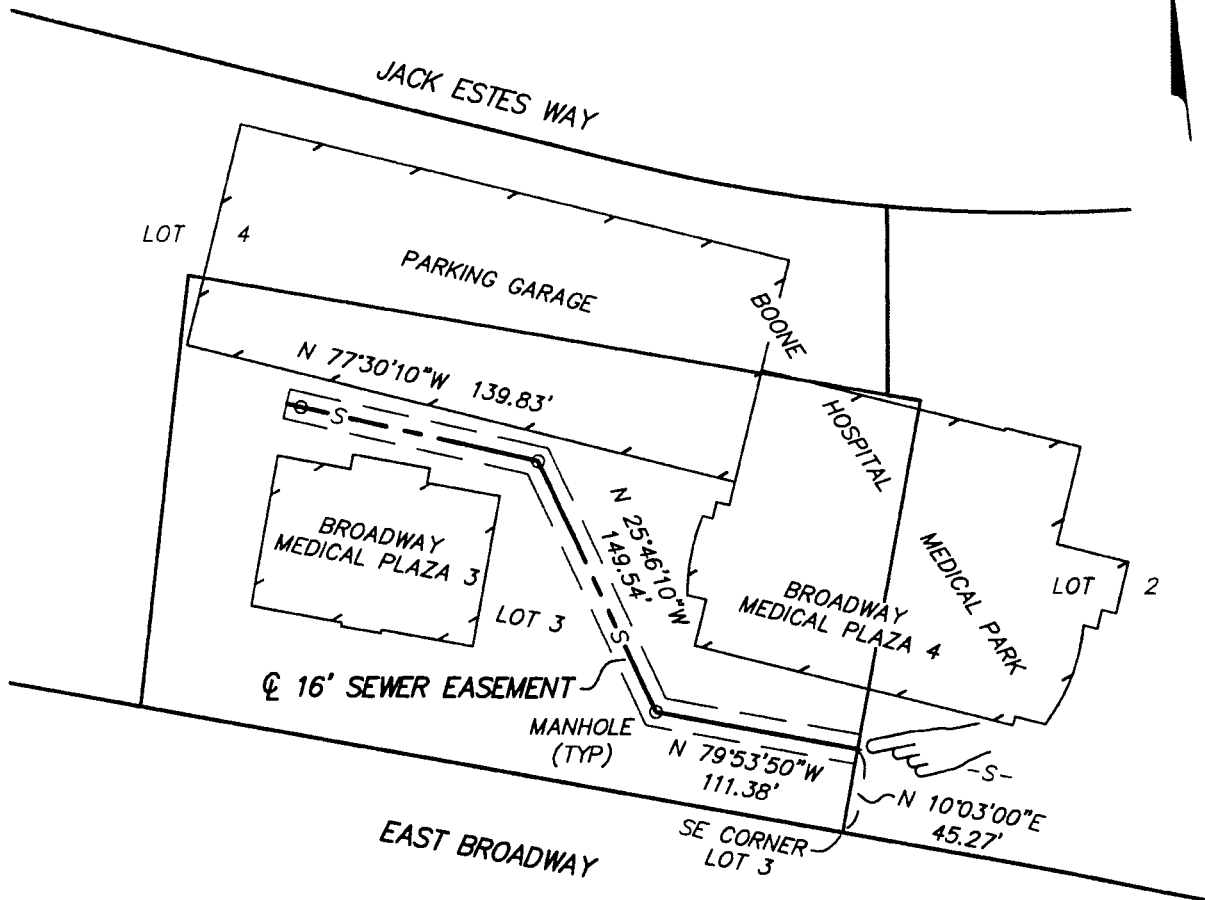 JACK ESTES WAY
LOT 4
PARKING GARAGE
BOONE
N 77°30'10"W 139.83'
HOSPITAL
S
BROADWAY
MEDICAL PLAZA 3
N 25°46'10"W
149.54'
MEDICAL PARK
LOT 2
BROADWAY
MEDICAL PLAZA 4
LOT 3
S
℄ 16' SEWER EASEMENT
MANHOLE
(TYP)
N 79°53'50"W
111.38'
-S-
N 10°03'00"E
45.27'
SE CORNER
LOT 3
EAST BROADWAY